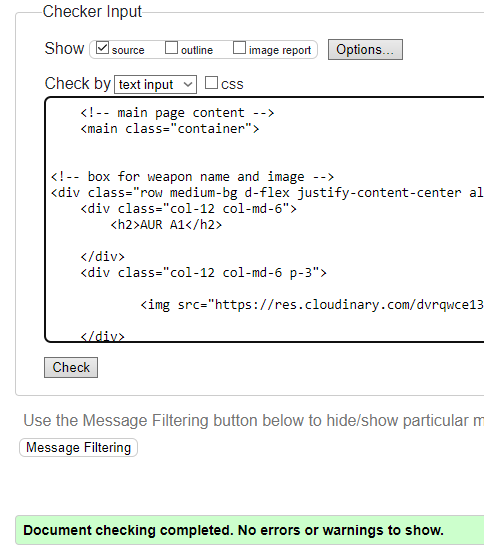 Checker Input
Show source outline image report Options...
Check by text input css
<!-- main page content -->
<main class="container">
<!-- box for weapon name and image -->
<div class="row medium-bg d-flex justify-content-center al
<div class="col-12 col-md-6">
<h2>AUR A1</h2>
</div>
<div class="col-12 col-md-6 p-3">
<img src="https://res.cloudinary.com/dvrqwce13
</div>
Check
Use the Message Filtering button below to hide/show particular m
Message Filtering
Document checking completed. No errors or warnings to show.